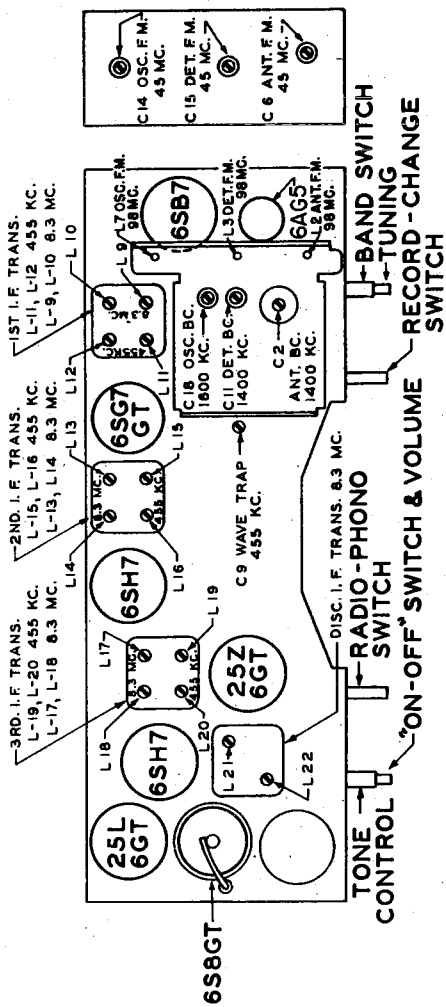 C14 OSC. F.M.
45 MC.
C15 DET. F.M.
45 MC.
C6 ANT. F.M.
45 MC.
1ST I.F. TRANS.
L-11, L-12 455 KC.
L-9, L-10 8.3 MC.
2ND. I.F. TRANS.
L-15, L-16 455 KC.
L-13, L14 8.3 MC.
3RD. I.F. TRANS.
L-19, L-20 455 KC.
L-17, L-18 8.3 MC.
L10
L9
L12
L11
8.3 MC.
455KC.
L7 OSC. F.M.
98 MC.
L3 DET. F.M.
98 MC.
L2 ANT. F.M.
98 MC.
6SB7
6AG5
C18 OSC. BC.
1600 KC.
C11 DET. BC.
1400 KC.
C2
ANT. BC.
1400 KC.
6SG7
GT
L13
L15
L14
L16
8.3 MC.
455 KC.
C9 WAVE TRAP
455 KC.
6SH7
L17
L19
L18
L20
8.3 MC.
455 KC.
25Z
6GT
6SH7
L21
L22
DISC. I.F. TRANS. 8.3 MC.
25L
6GT
6S8GT
BAND SWITCH
TUNING
RECORD-CHANGE
SWITCH
RADIO-PHONO
SWITCH
"ON-OFF" SWITCH & VOLUME
TONE
CONTROL